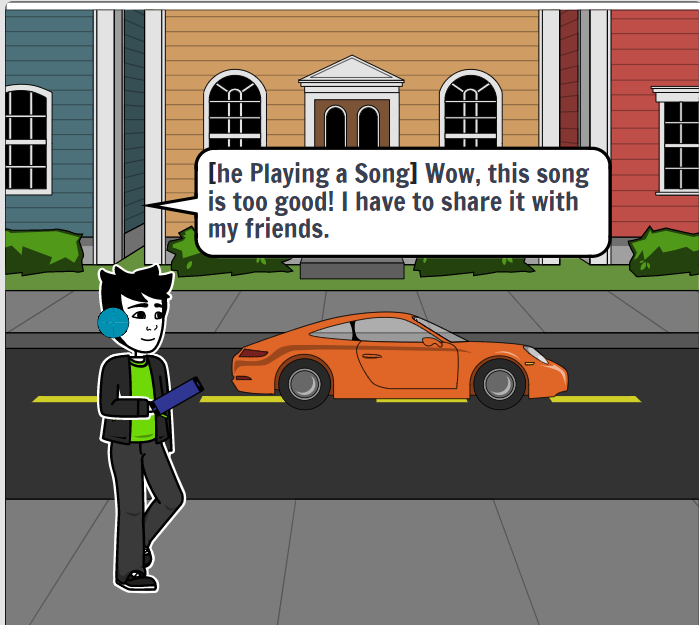 [he Playing a Song] Wow, this song
is too good! I have to share it with
my friends.